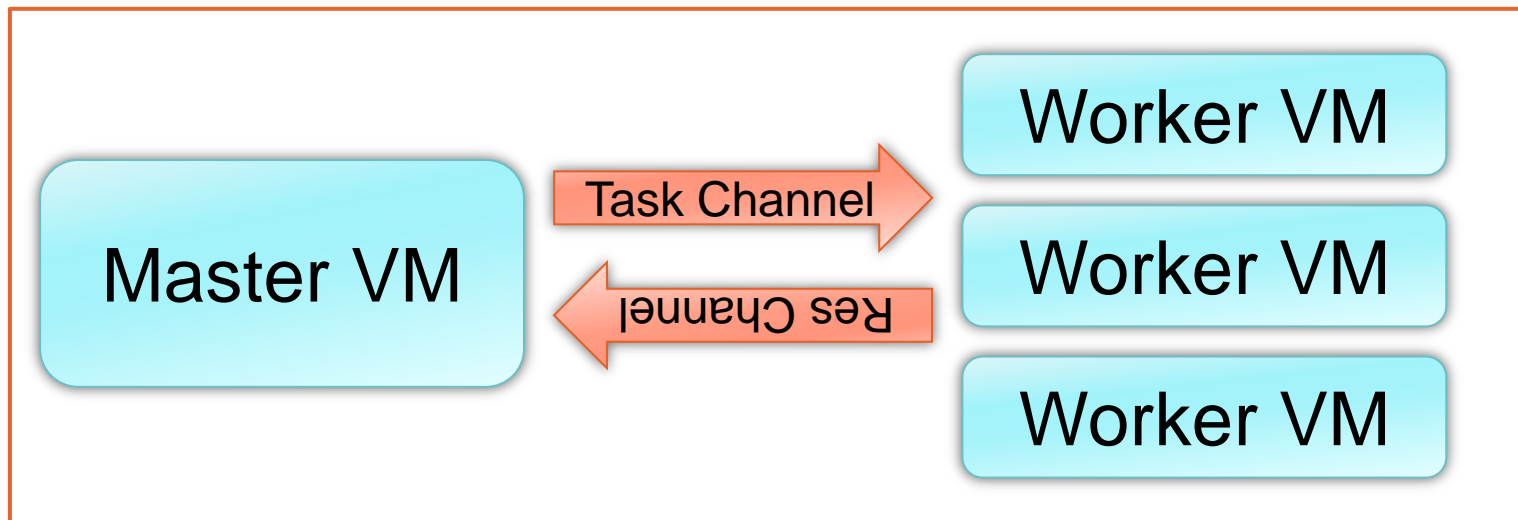 Master VM
Task Channel
Res Channel
Worker VM
Worker VM
Worker VM